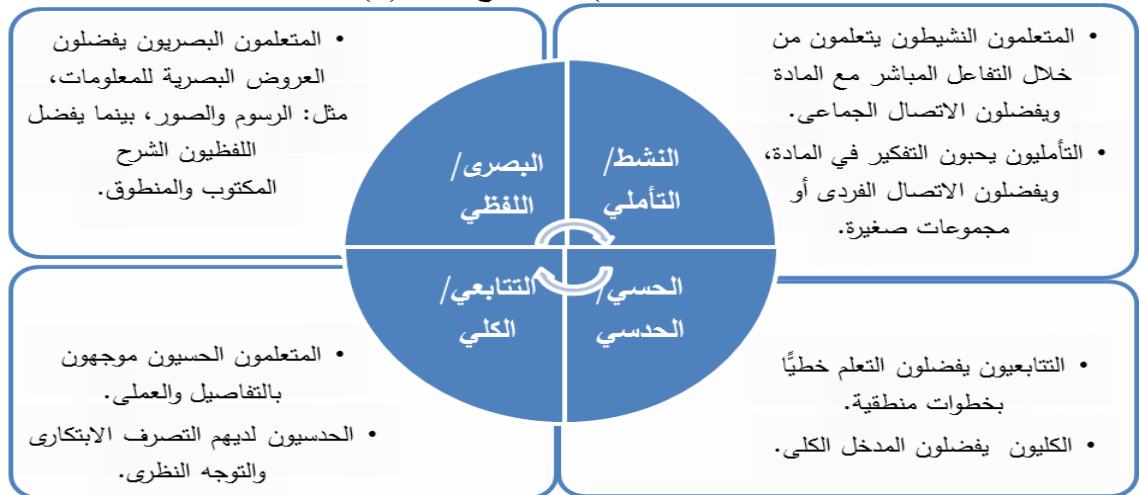 • المتعلمون النشيطون يتعلمون من
خلال التفاعل المباشر مع المادة
ويفضلون الاتصال الجماعى.
• التأمليون يحبون التفكير في المادة،
ويفضلون الاتصال الفردى أو
مجموعات صغيرة.
• المتعلمون البصريون يفضلون
العروض البصرية للمعلومات،
مثل: الرسوم والصور، بينما يفضل
اللفظيون الشرح
المكتوب والمنطوق.
النشط/
التأملي
البصرى/
اللفظي
الحسي/
الحدسي
التتابعي/
الكلي
• التتابعيون يفضلون التعلم خطيًّا
بخطوات منطقية.
• الكليون يفضلون المدخل الكلى.
• المتعلمون الحسيون موجهون
بالتفاصيل والعملى.
• الحدسيون لديهم التصرف الابتكارى
والتوجه النظرى.